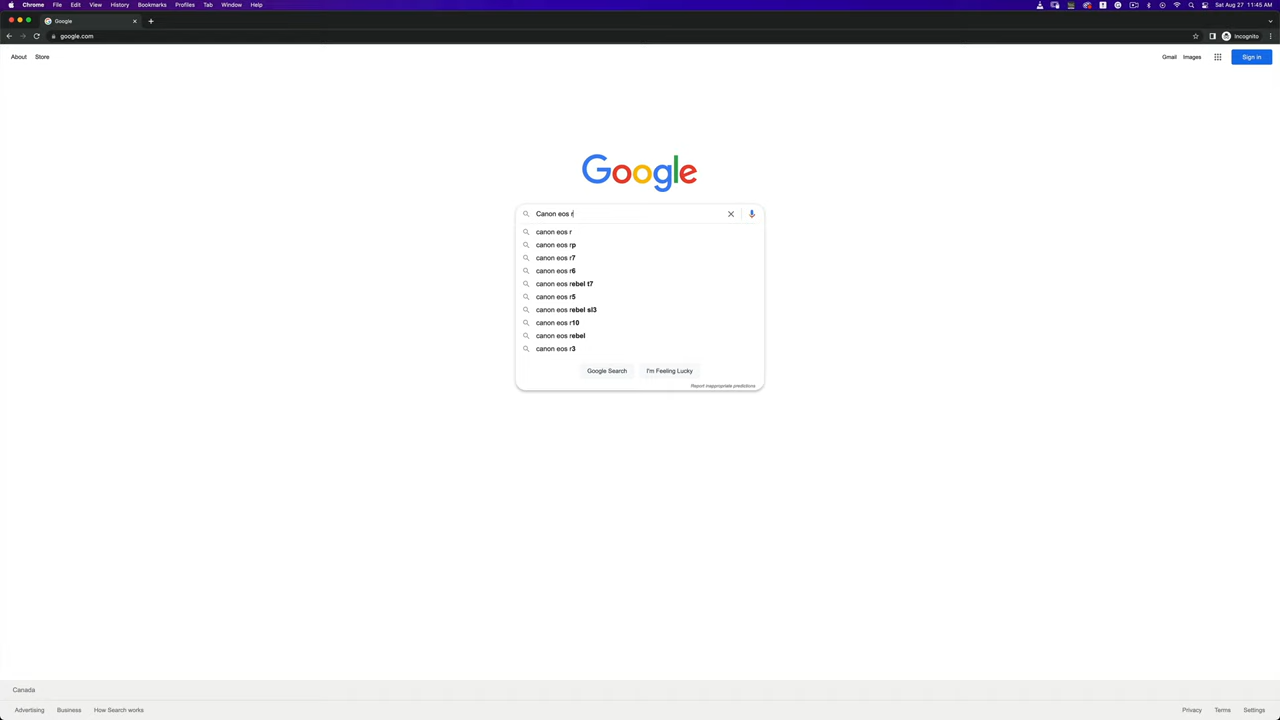 Chrome File Edit View History Bookmarks Profiles Tab Window Help Sat Aug 27 11:45 AM
Google
google.com Incognito
About Store Gmail Images Sign in
Google
Canon eos r
canon eos r
canon eos rp
canon eos r7
canon eos r6
canon eos rebel t7
canon eos r5
canon eos rebel sl3
canon eos r10
canon eos rebel
canon eos r3
Google Search I'm Feeling Lucky
Report inappropriate predictions
Canada
Advertising Business How Search works Privacy Terms Settings